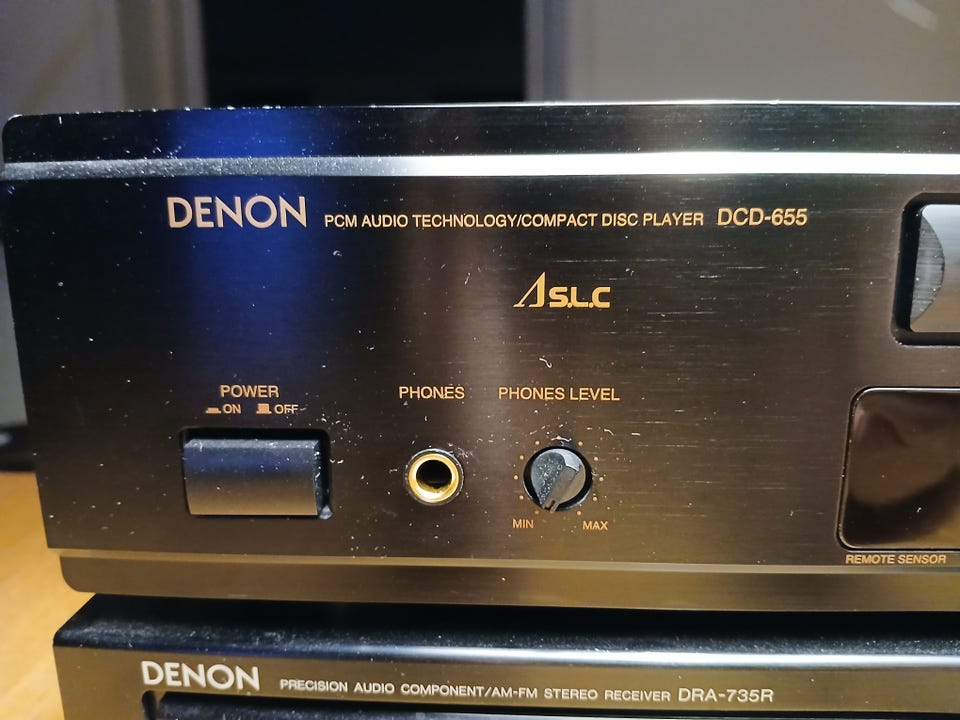 DENON PCM AUDIO TECHNOLOGY/COMPACT DISC PLAYER DCD-655
S.L.C
POWER
ON OFF
PHONES
PHONES LEVEL
MIN MAX
REMOTE SENSOR
DENON PRECISION AUDIO COMPONENT/AM-FM STEREO RECEIVER DRA-735R